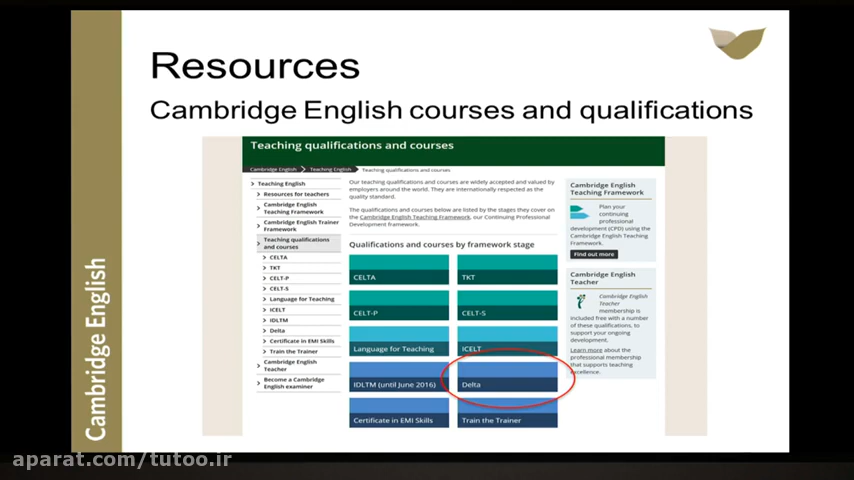 Resources
Cambridge English courses and qualifications
Teaching qualifications and courses
Cambridge English
Teaching English
Teaching qualifications and courses
Teaching English
Resources for teachers
Cambridge English
Teaching Framework
Cambridge English Trainer
Framework
Teaching qualifications
and courses
CELTA
TKT
CELT-P
CELT-S
Language for Teaching
ICELT
IDLTM
Delta
Certificate in EMI Skills
Train the Trainer
Cambridge English
Teacher
Become a Cambridge
English examiner
Our teaching qualifications and courses are widely accepted and valued by
employers around the world. They are internationally respected as the
quality standard.
The qualifications and courses below are listed by the stages they cover on
the Cambridge English Teaching Framework, our Continuing Professional
Development framework.
Qualifications and courses by framework stage
CELTA
TKT
CELT-P
CELT-S
Language for Teaching
ICELT
IDLTM (until June 2016)
Delta
Certificate in EMI Skills
Train the Trainer
Cambridge English
Teaching Framework
Plan your
continuing
professional
development (CPD) using the
Cambridge English Teaching
Framework.
Find out more
Cambridge English
Teacher
Cambridge English
Teacher
membership is
included free with a number
of these qualifications, to
support your ongoing
development.
Learn more about the
professional membership
that supports teaching
excellence.
Cambridge English
aparat.com/tutoo.ir